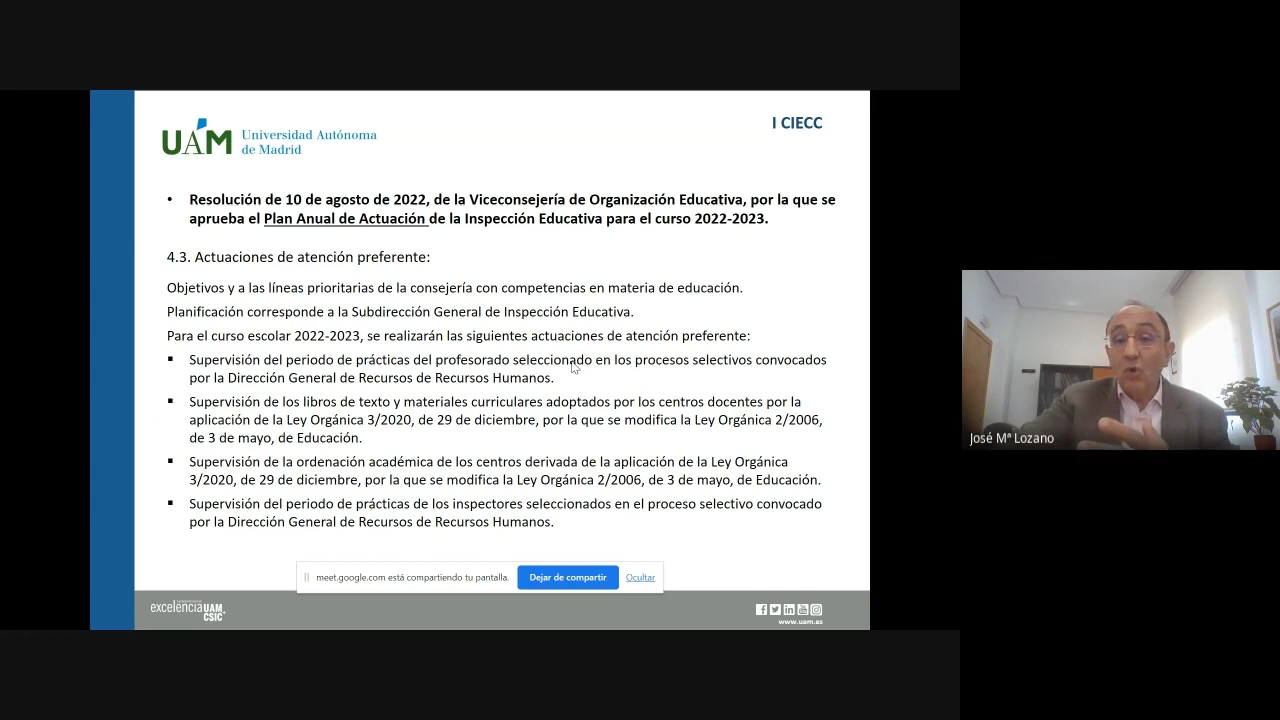 I CIECC
UAM Universidad Autónoma
de Madrid
• Resolución de 10 de agosto de 2022, de la Viceconsejería de Organización Educativa, por la que se
aprueba el Plan Anual de Actuación de la Inspección Educativa para el curso 2022-2023.
4.3. Actuaciones de atención preferente:
Objetivos y a las líneas prioritarias de la consejería con competencias en materia de educación.
Planificación corresponde a la Subdirección General de Inspección Educativa.
Para el curso escolar 2022-2023, se realizarán las siguientes actuaciones de atención preferente:
▪ Supervisión del periodo de prácticas del profesorado seleccionado en los procesos selectivos convocados
por la Dirección General de Recursos de Recursos Humanos.
▪ Supervisión de los libros de texto y materiales curriculares adoptados por los centros docentes por la
aplicación de la Ley Orgánica 3/2020, de 29 de diciembre, por la que se modifica la Ley Orgánica 2/2006,
de 3 de mayo, de Educación.
▪ Supervisión de la ordenación académica de los centros derivada de la aplicación de la Ley Orgánica
3/2020, de 29 de diciembre, por la que se modifica la Ley Orgánica 2/2006, de 3 de mayo, de Educación.
▪ Supervisión del periodo de prácticas de los inspectores seleccionados en el proceso selectivo convocado
por la Dirección General de Recursos de Recursos Humanos.
meet.google.com está compartiendo tu pantalla. Dejar de compartir Ocultar
excelencia UAM
CSIC
www.uam.es
José Mª Lozano